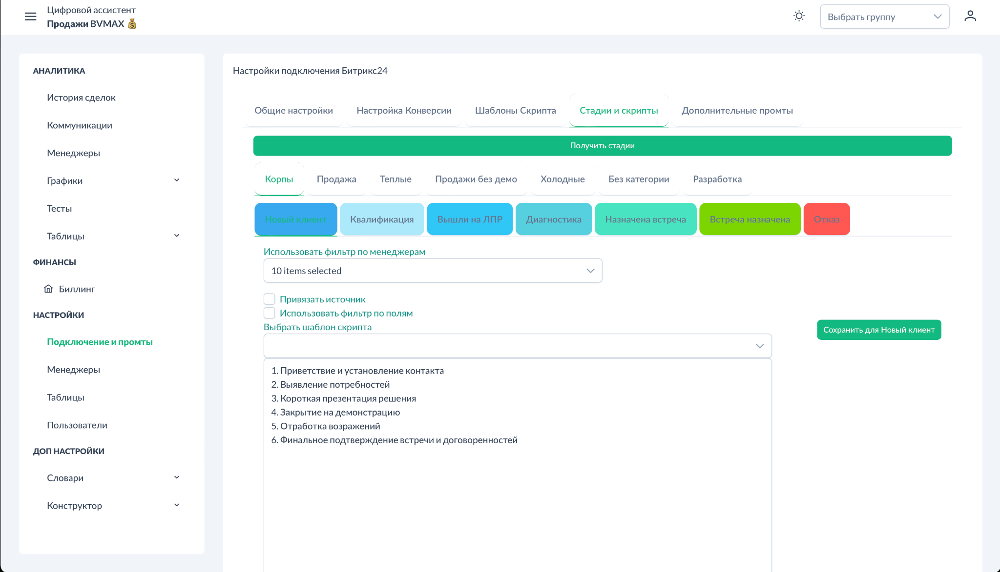 Цифровой ассистент
Продажи BVMAX
Выбрать группу
АНАЛИТИКА
История сделок
Коммуникации
Менеджеры
Графики
Тесты
Таблицы
ФИНАНСЫ
Биллинг
НАСТРОЙКИ
Подключение и промты
Менеджеры
Таблицы
Пользователи
ДОП НАСТРОЙКИ
Словари
Конструктор
Настройки подключения Битрикс24
Общие настройки Настройка Конверсии Шаблоны Скрипта Стадии и скрипты Дополнительные промты
Получить стадии
Корпы Продажа Теплые Продажи без демо Холодные Без категории Разработка
Новый клиент Квалификация Вышли на ЛПР Диагностика Назначена встреча Встреча назначена Отказ
Использовать фильтр по менеджерам
10 items selected
Привязать источник
Использовать фильтр по полям
Выбрать шаблон скрипта
Сохранить для Новый клиент
1. Приветствие и установление контакта
2. Выявление потребностей
3. Короткая презентация решения
4. Закрытие на демонстрацию
5. Отработка возражений
6. Финальное подтверждение встречи и договоренностей